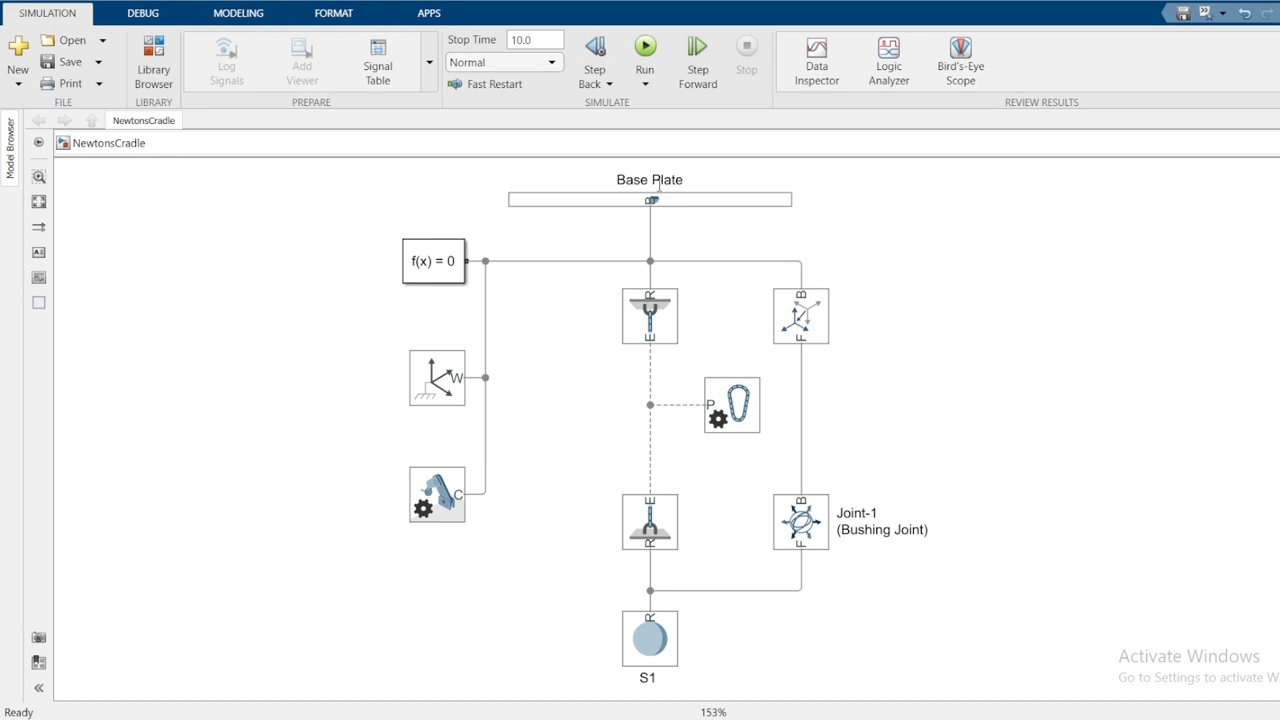 SIMULATION DEBUG MODELING FORMAT APPS
New
Open
Save
Print
FILE
Library
Browser
LIBRARY
Log
Signals
Add
Viewer
Signal
Table
PREPARE
Stop Time 10.0
Normal
Fast Restart
Step
Back
Run
Step
Forward
Stop
SIMULATE
Data
Inspector
Logic
Analyzer
Bird's-Eye
Scope
REVIEW RESULTS
Model Browser
NewtonsCradle
NewtonsCradle
Base Plate
R
f(x) = 0
R
E
B
F
W
P
C
E
R
B
F
Joint-1
(Bushing Joint)
R
S1
Activate Windows
Go to Settings to activate W
Ready
153%